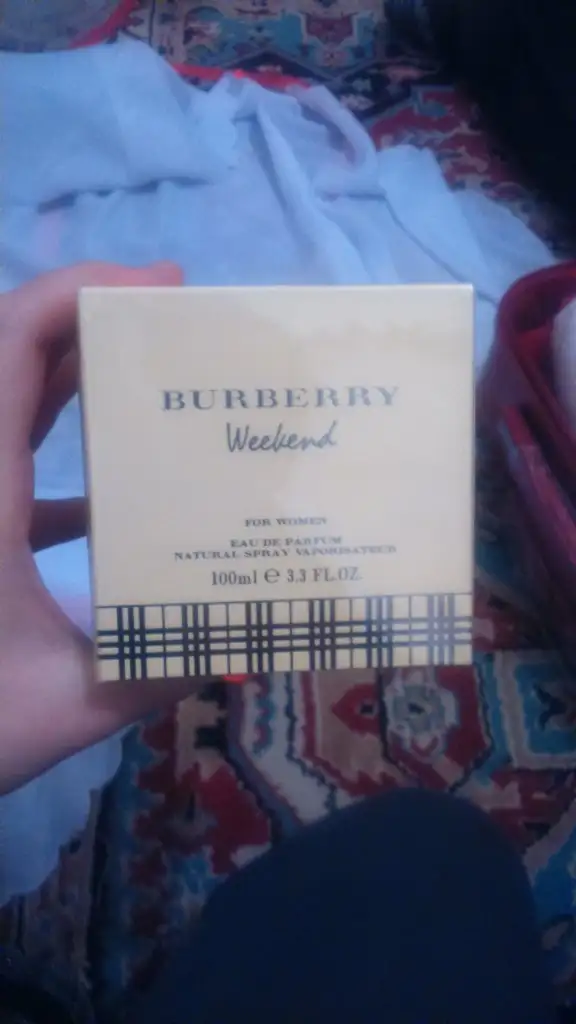 BURBERRY
Weekend
FOR WOMEN
EAU DE PARFUM
NATURAL SPRAY VAPORISATEUR
100ml ℮ 3.3 FL.OZ.